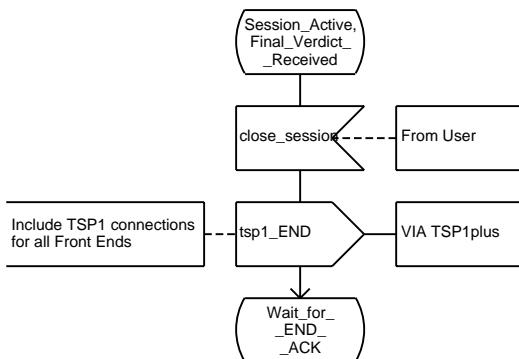 Session_Active,
Final_Verdict_
_Received
close_session
From User
Include TSP1 connections
for all Front Ends
tsp1_END
VIA TSP1plus
Wait_for_
_END_
_ACK